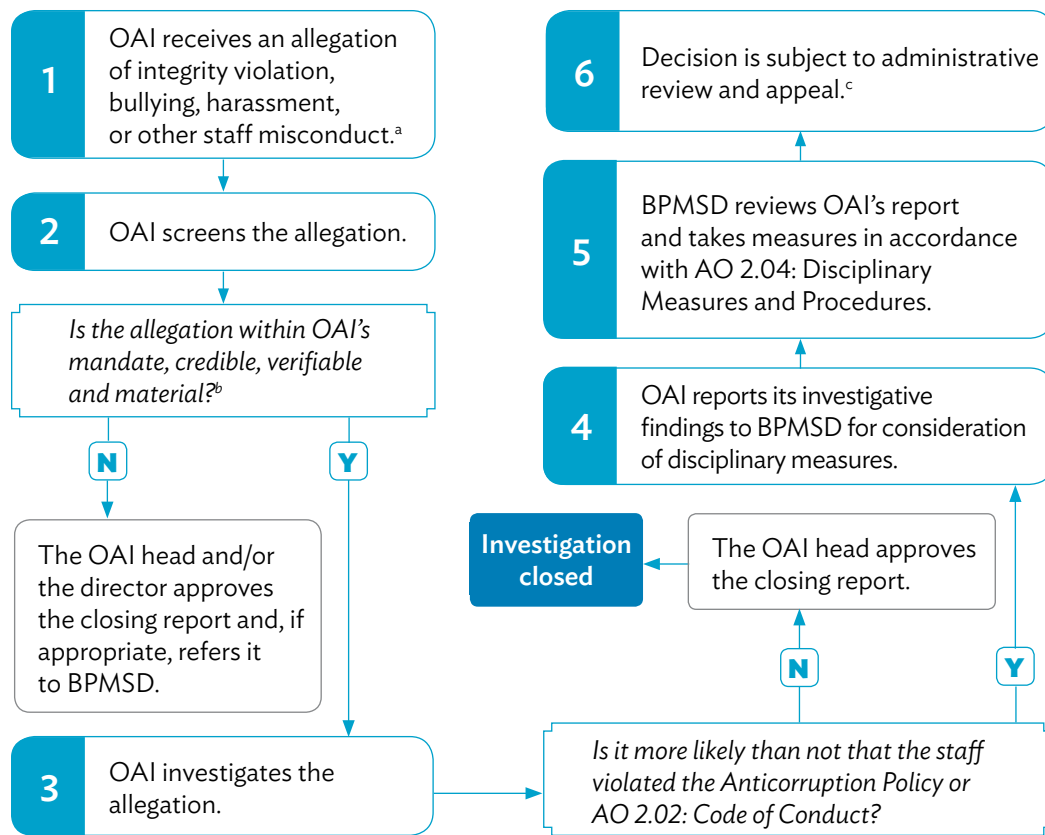 1
OAI receives an allegation
of integrity violation,
bullying, harassment,
or other staff misconduct.ᵃ
2
OAI screens the allegation.
Is the allegation within OAI's
mandate, credible, verifiable
and material?ᵇ
N
Y
The OAI head and/or
the director approves
the closing report and, if
appropriate, refers it
to BPMSD.
3
OAI investigates the
allegation.
Is it more likely than not that the staff
violated the Anticorruption Policy or
AO 2.02: Code of Conduct?
N
Y
The OAI head approves
the closing report.
Investigation
closed
4
OAI reports its investigative
findings to BPMSD for consideration
of disciplinary measures.
5
BPMSD reviews OAI's report
and takes measures in accordance
with AO 2.04: Disciplinary
Measures and Procedures.
6
Decision is subject to administrative
review and appeal.ᶜ